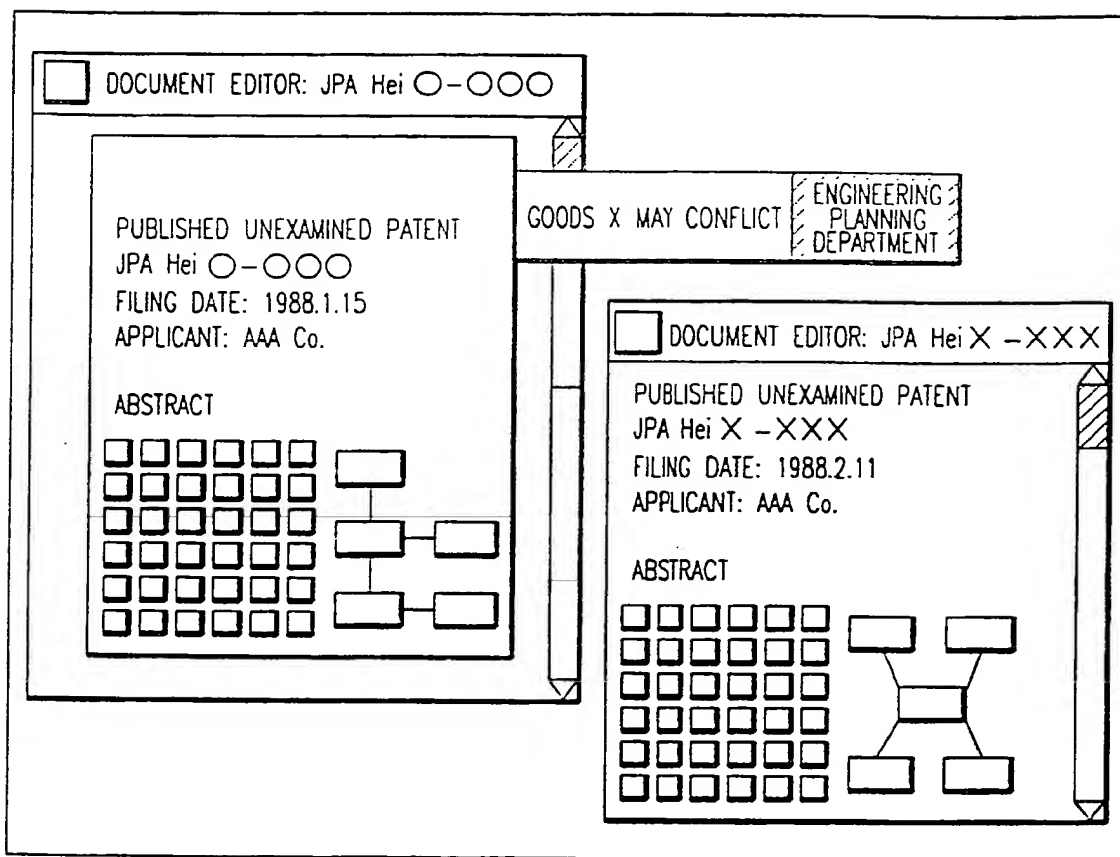 DOCUMENT EDITOR: JPA Hei ○-○○○
PUBLISHED UNEXAMINED PATENT
JPA Hei ○-○○○
FILING DATE: 1988.1.15
APPLICANT: AAA Co.
ABSTRACT
GOODS X MAY CONFLICT
ENGINEERING
PLANNING
DEPARTMENT
DOCUMENT EDITOR: JPA Hei X -XXX
PUBLISHED UNEXAMINED PATENT
JPA Hei X -XXX
FILING DATE: 1988.2.11
APPLICANT: AAA Co.
ABSTRACT